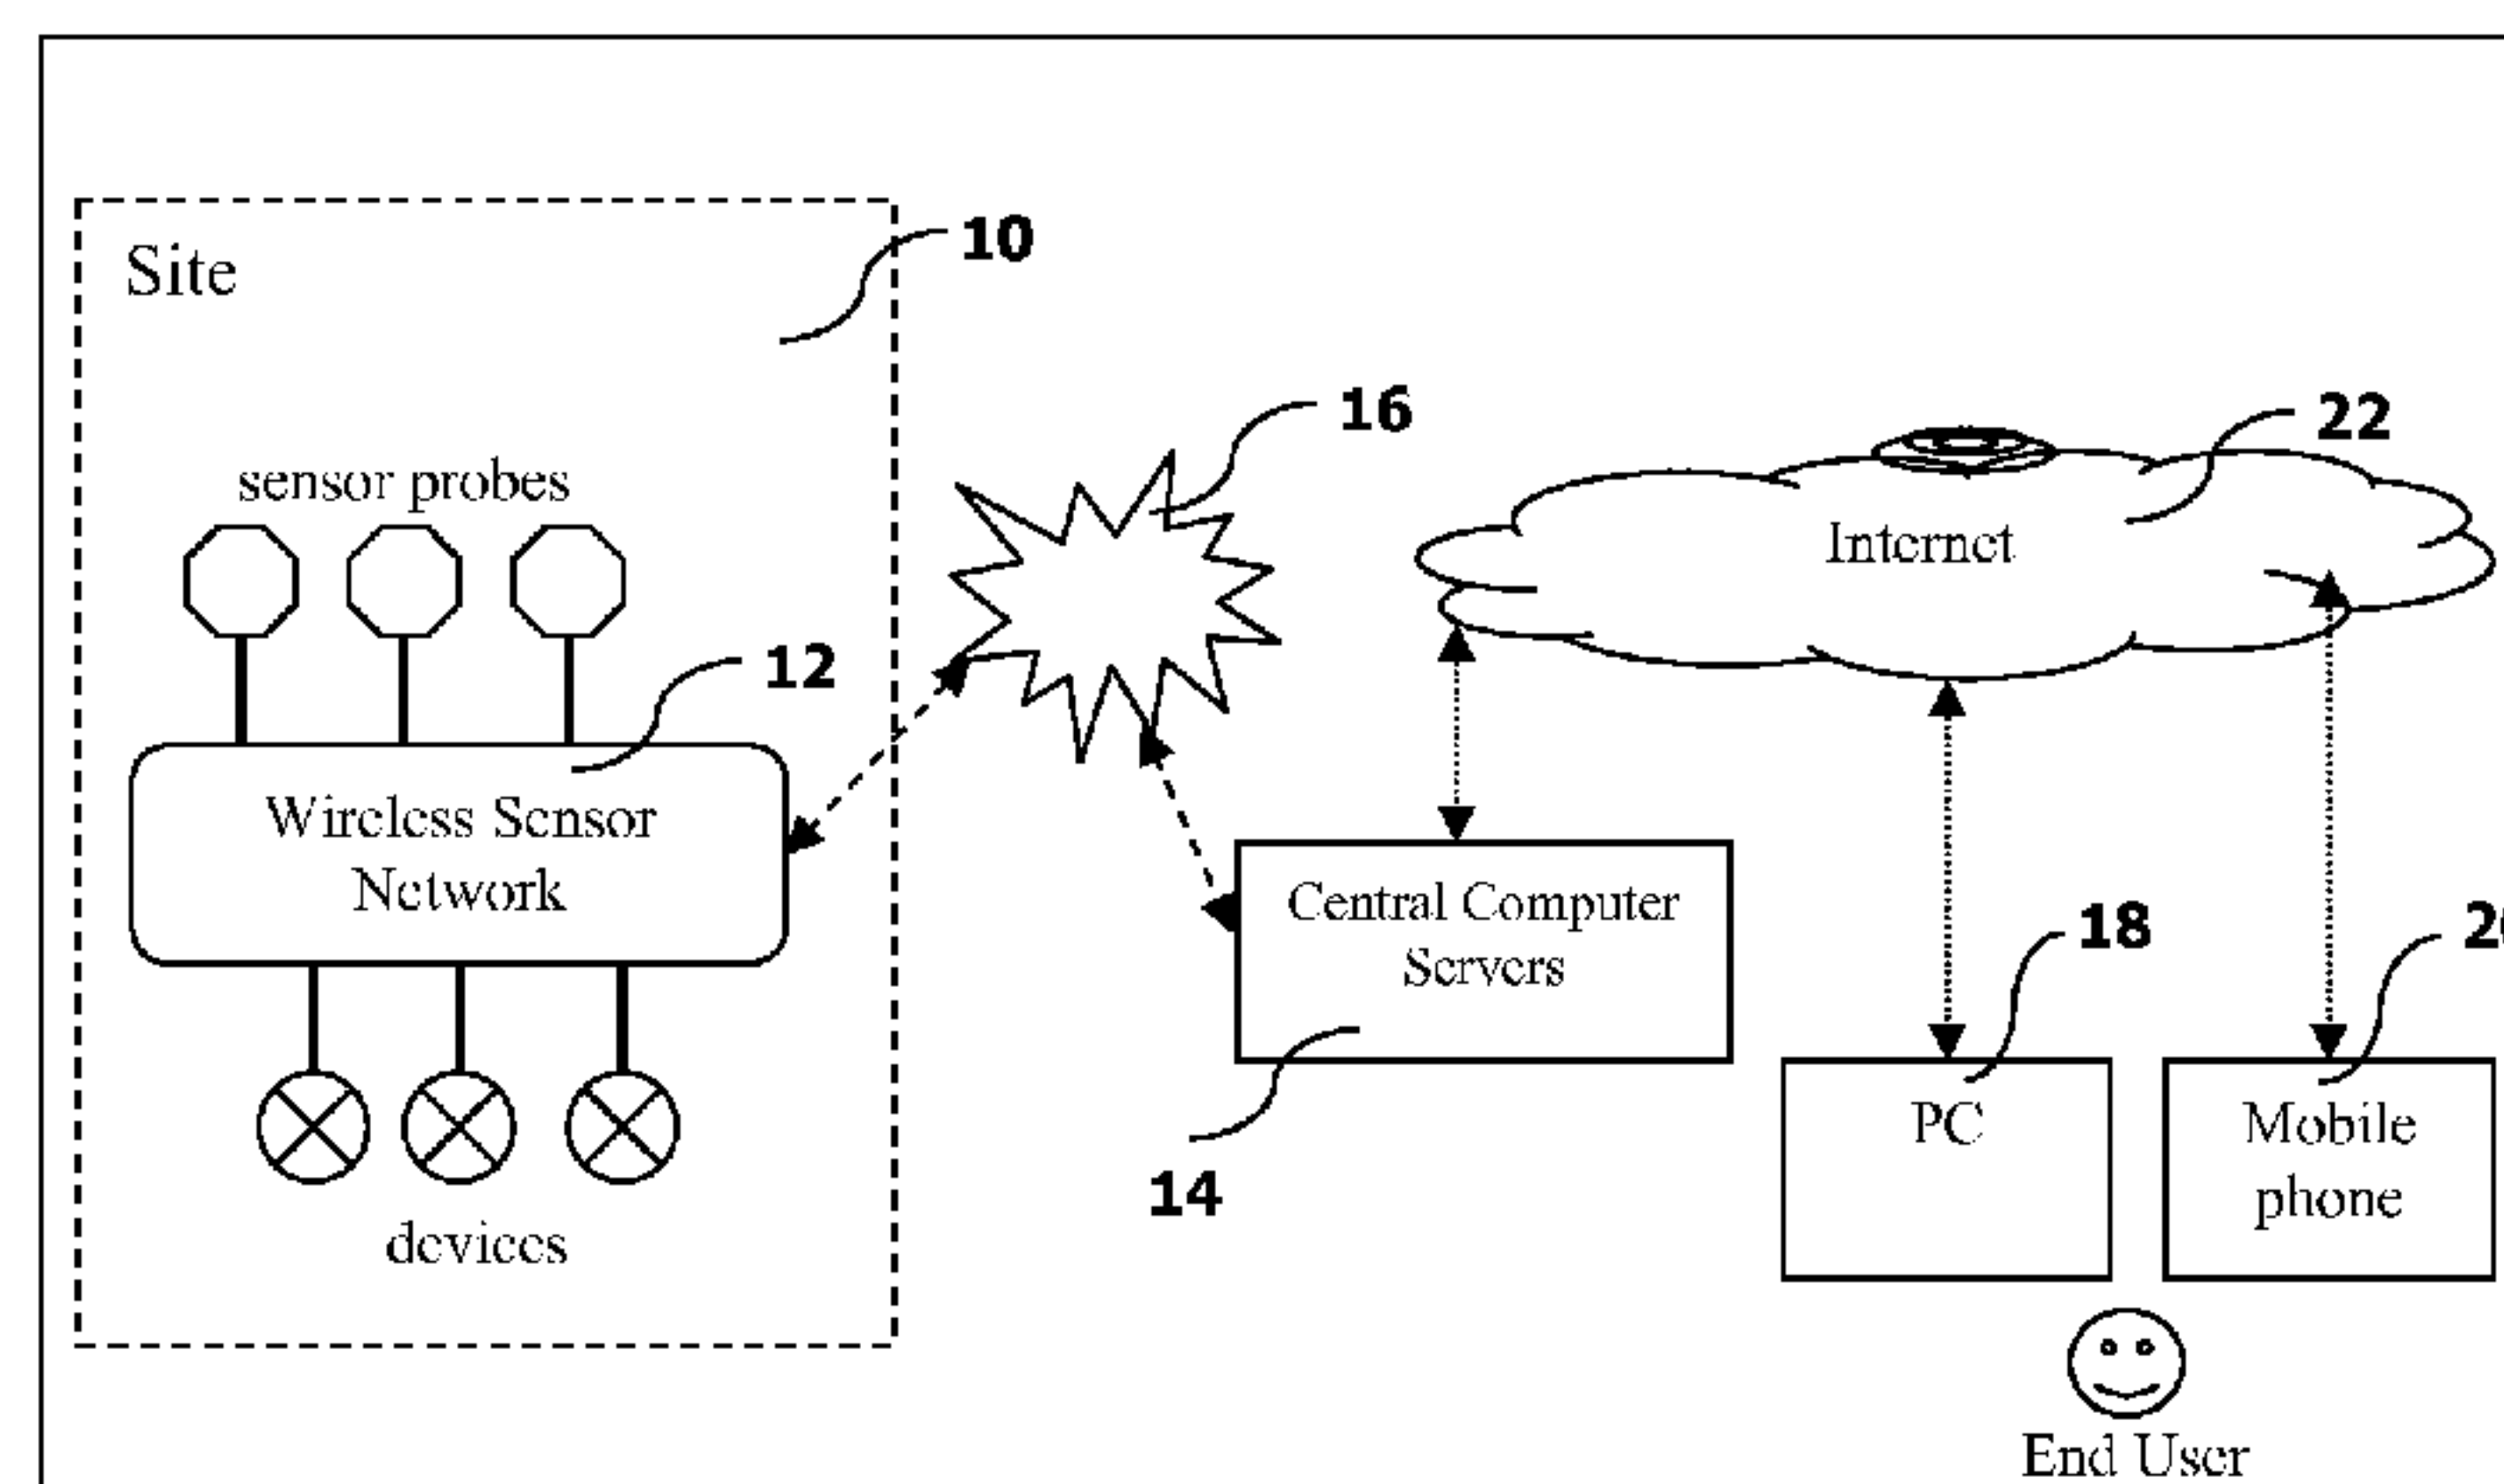 Site
10
sensor probes
12
Wireless Sensor
Network
devices
16
22
Internet
Central Computer
Servers
14
18
PC
Mobile
phone
End User